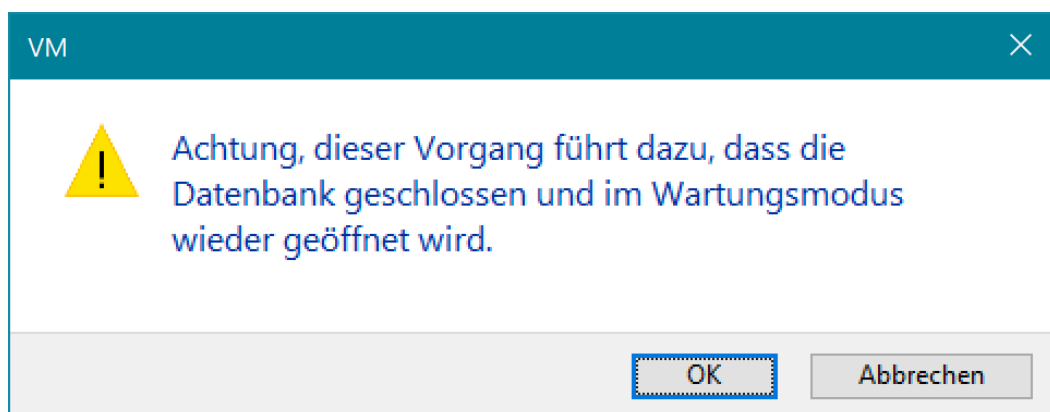 VM
Achtung, dieser Vorgang führt dazu, dass die
Datenbank geschlossen und im Wartungsmodus
wieder geöffnet wird.
OK
Abbrechen